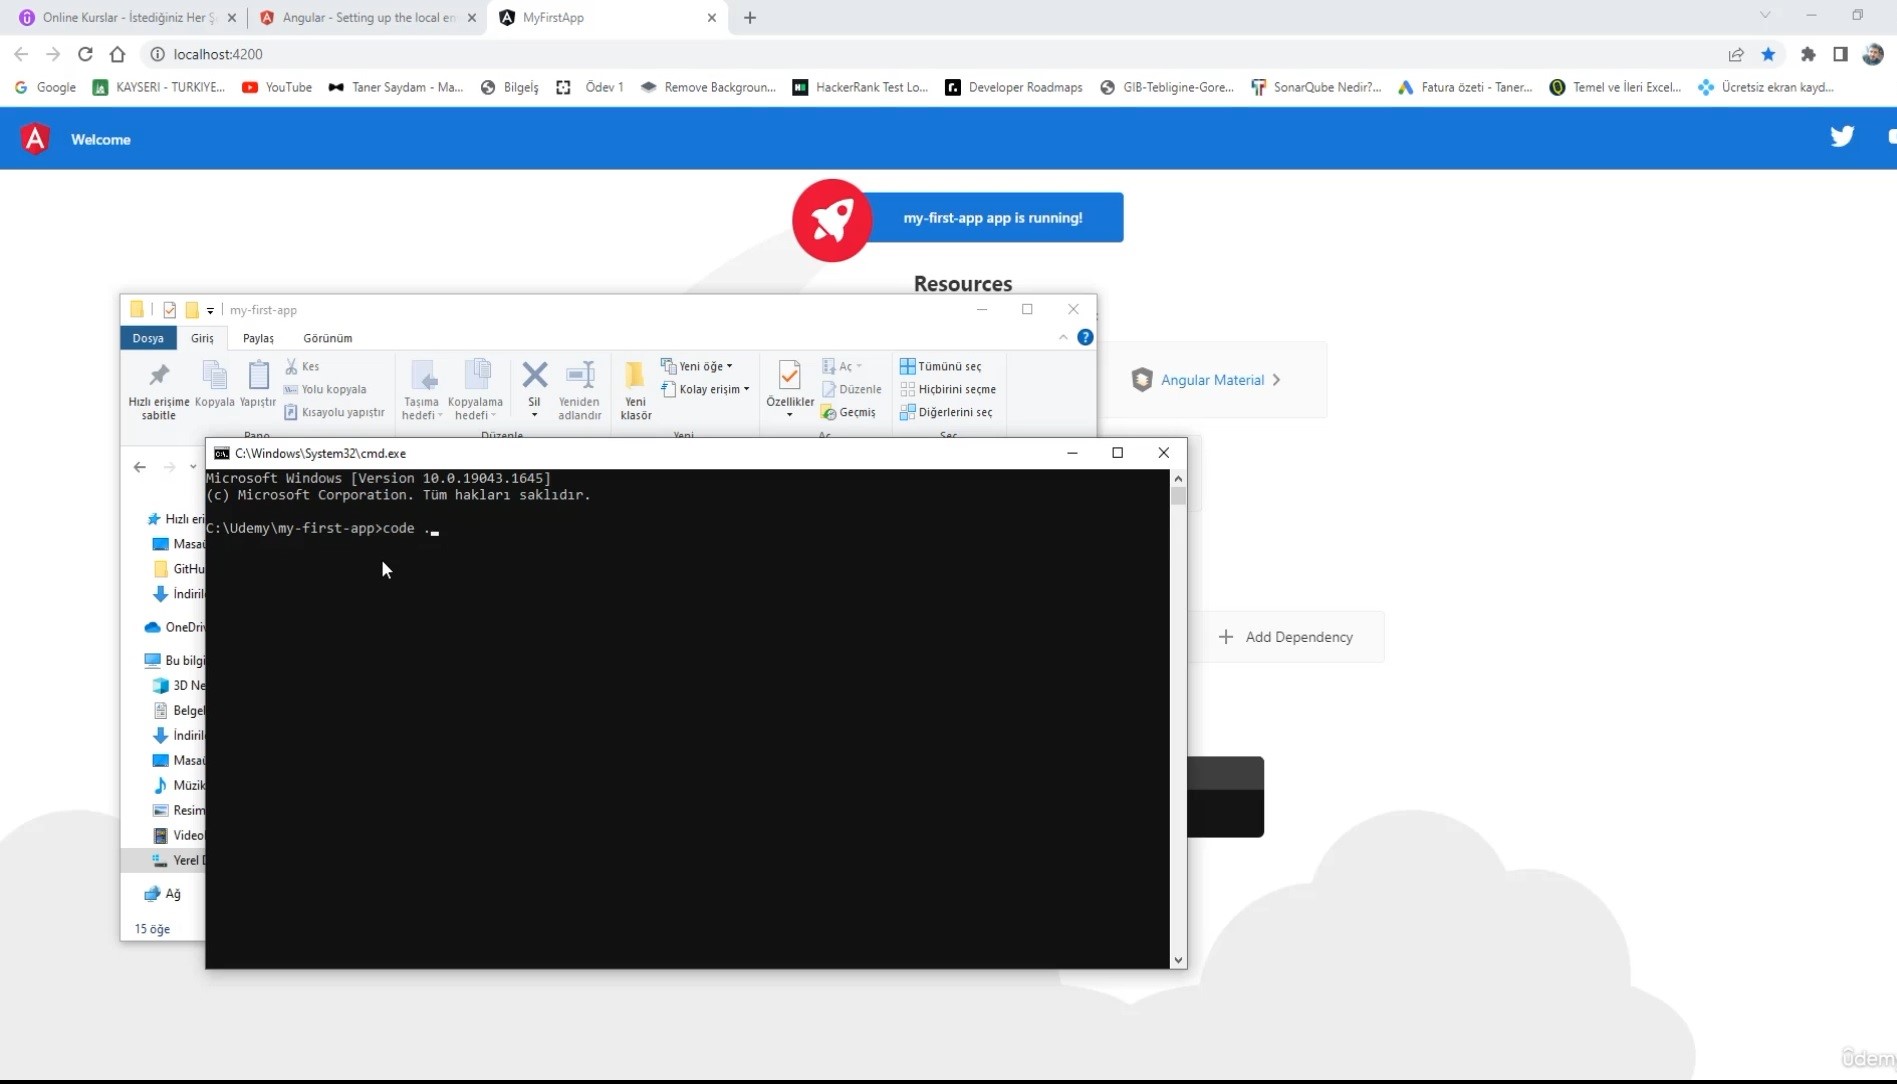 Online Kurslar - İstediğiniz Her Ş
Angular - Setting up the local en
MyFirstApp
localhost:4200
Google
KAYSERI - TURKIYE...
YouTube
Taner Saydam - Ma...
Bilgelş
Ödev 1
Remove Backgroun...
HackerRank Test Lo...
Developer Roadmaps
GIB-Tebligine-Gore...
SonarQube Nedir?...
Fatura özeti - Taner...
Temel ve İleri Excel...
Ücretsiz ekran kayd...
Welcome
my-first-app app is running!
Resources
my-first-app
Dosya
Giriş
Paylaş
Görünüm
Hızlı erişime
sabitle
Kopyala
Yapıştır
Kes
Yolu kopyala
Kısayolu yapıştır
Taşıma
hedefi
Kopyalama
hedefi
Sil
Yeniden
adlandır
Yeni
klasör
Yeni öğe
Kolay erişim
Özellikler
Aç
Düzenle
Geçmiş
Tümünü seç
Hiçbirini seçme
Diğerlerini seç
Pano
Düzenle
Yeni
Aç
Seç
Angular Material
C:\Windows\System32\cmd.exe
Microsoft Windows [Version 10.0.19043.1645]
(c) Microsoft Corporation. Tüm hakları saklıdır.
C:\Udemy\my-first-app>code .
Hızlı eri
Masaü
GitHu
İndiril
OneDriv
Bu bilgi
3D Ne
Belgel
İndiril
Masaü
Müzik
Resim
Video
Yerel D
Ağ
15 öğe
Add Dependency
ûdemy